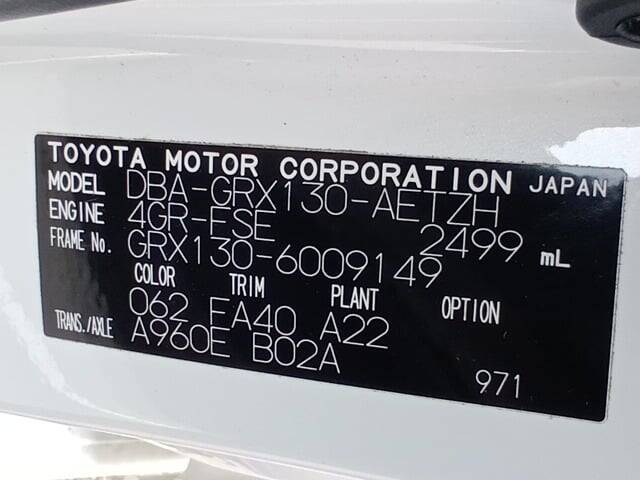 TOYOTA MOTOR CORPORATION JAPAN
MODEL DBA-GRX130-AETZH
ENGINE 4GR-FSE 2499 mL
FRAME No. GRX130-6009149
COLOR TRIM PLANT OPTION
062 FA40 A22
TRANS./AXLE A960E B02A
971